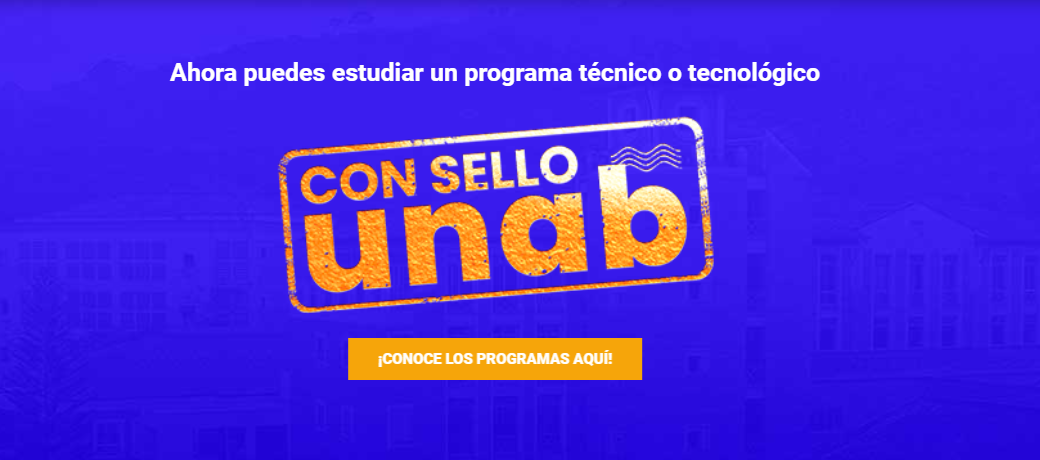 Ahora puedes estudiar un programa técnico o tecnológico
CON SELLO
unab
¡CONOCE LOS PROGRAMAS AQUÍ!